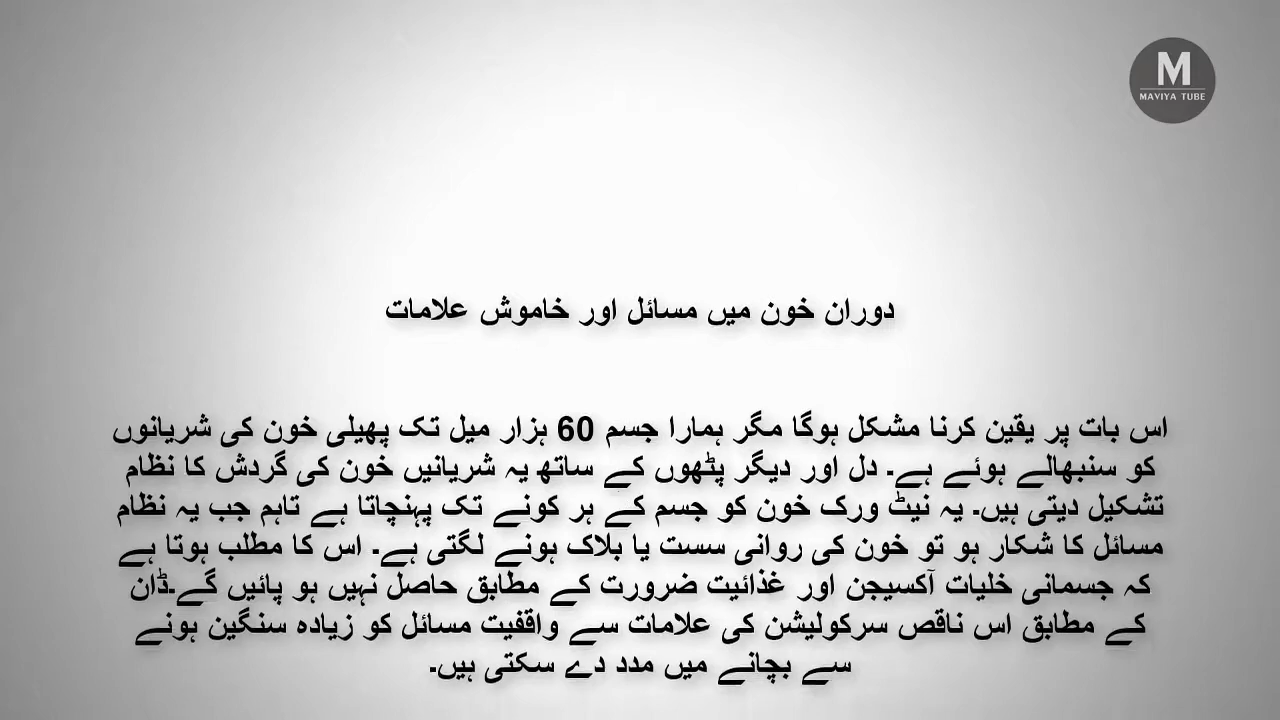 M
MAVIYA TUBE
دوران خون میں مسائل اور خاموش علامات
اس بات پر یقین کرنا مشکل ہوگا مگر ہمارا جسم 60 ہزار میل تک پھیلی خون کی شریانوں
کو سنبھالے ہوئے ہے۔ دل اور دیگر پٹھوں کے ساتھ یہ شریانیں خون کی گردش کا نظام
تشکیل دیتی ہیں۔ یہ نیٹ ورک خون کو جسم کے ہر کونے تک پہنچاتا ہے تاہم جب یہ نظام
مسائل کا شکار ہو تو خون کی روانی سست یا بلاک ہونے لگتی ہے۔ اس کا مطلب ہوتا ہے
کہ جسمانی خلیات آکسیجن اور غذائیت ضرورت کے مطابق حاصل نہیں ہو پائیں گے۔ڈان
کے مطابق اس ناقص سرکولیشن کی علامات سے واقفیت مسائل کو زیادہ سنگین ہونے
سے بچانے میں مدد دے سکتی ہیں۔